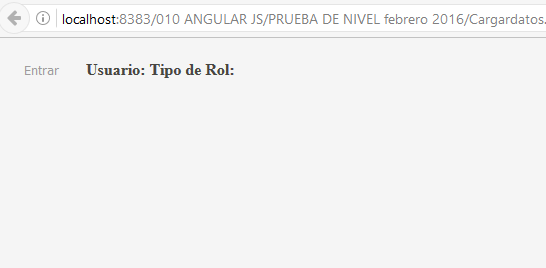 localhost:8383/010 ANGULAR JS/PRUEBA DE NIVEL febrero 2016/Cargardatos.
Entrar Usuario: Tipo de Rol: